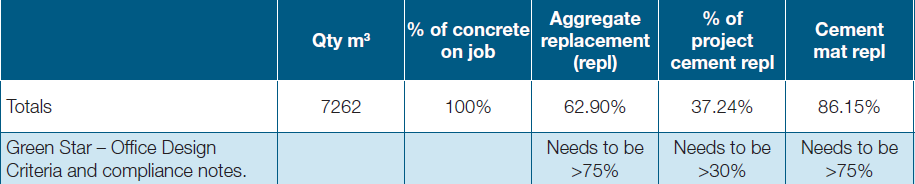 Qty m³
% of concrete
on job
Aggregate
replacement
(repl)
% of
project
cement repl
Cement
mat repl
Totals
7262
100%
62.90%
37.24%
86.15%
Green Star – Office Design
Criteria and compliance notes.
Needs to be
>75%
Needs to be
>30%
Needs to be
>75%